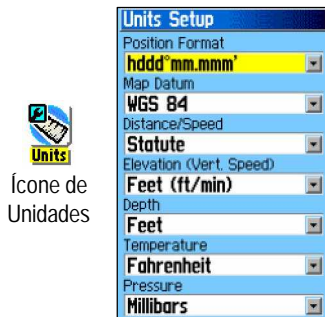 Units
Ícone de
Unidades
Units Setup
Position Format
hddd°mm.mmm'
Map Datum
WGS 84
Distance/Speed
Statute
Elevation (Vert. Speed)
Feet (ft/min)
Depth
Feet
Temperature
Fahrenheit
Pressure
Millibars